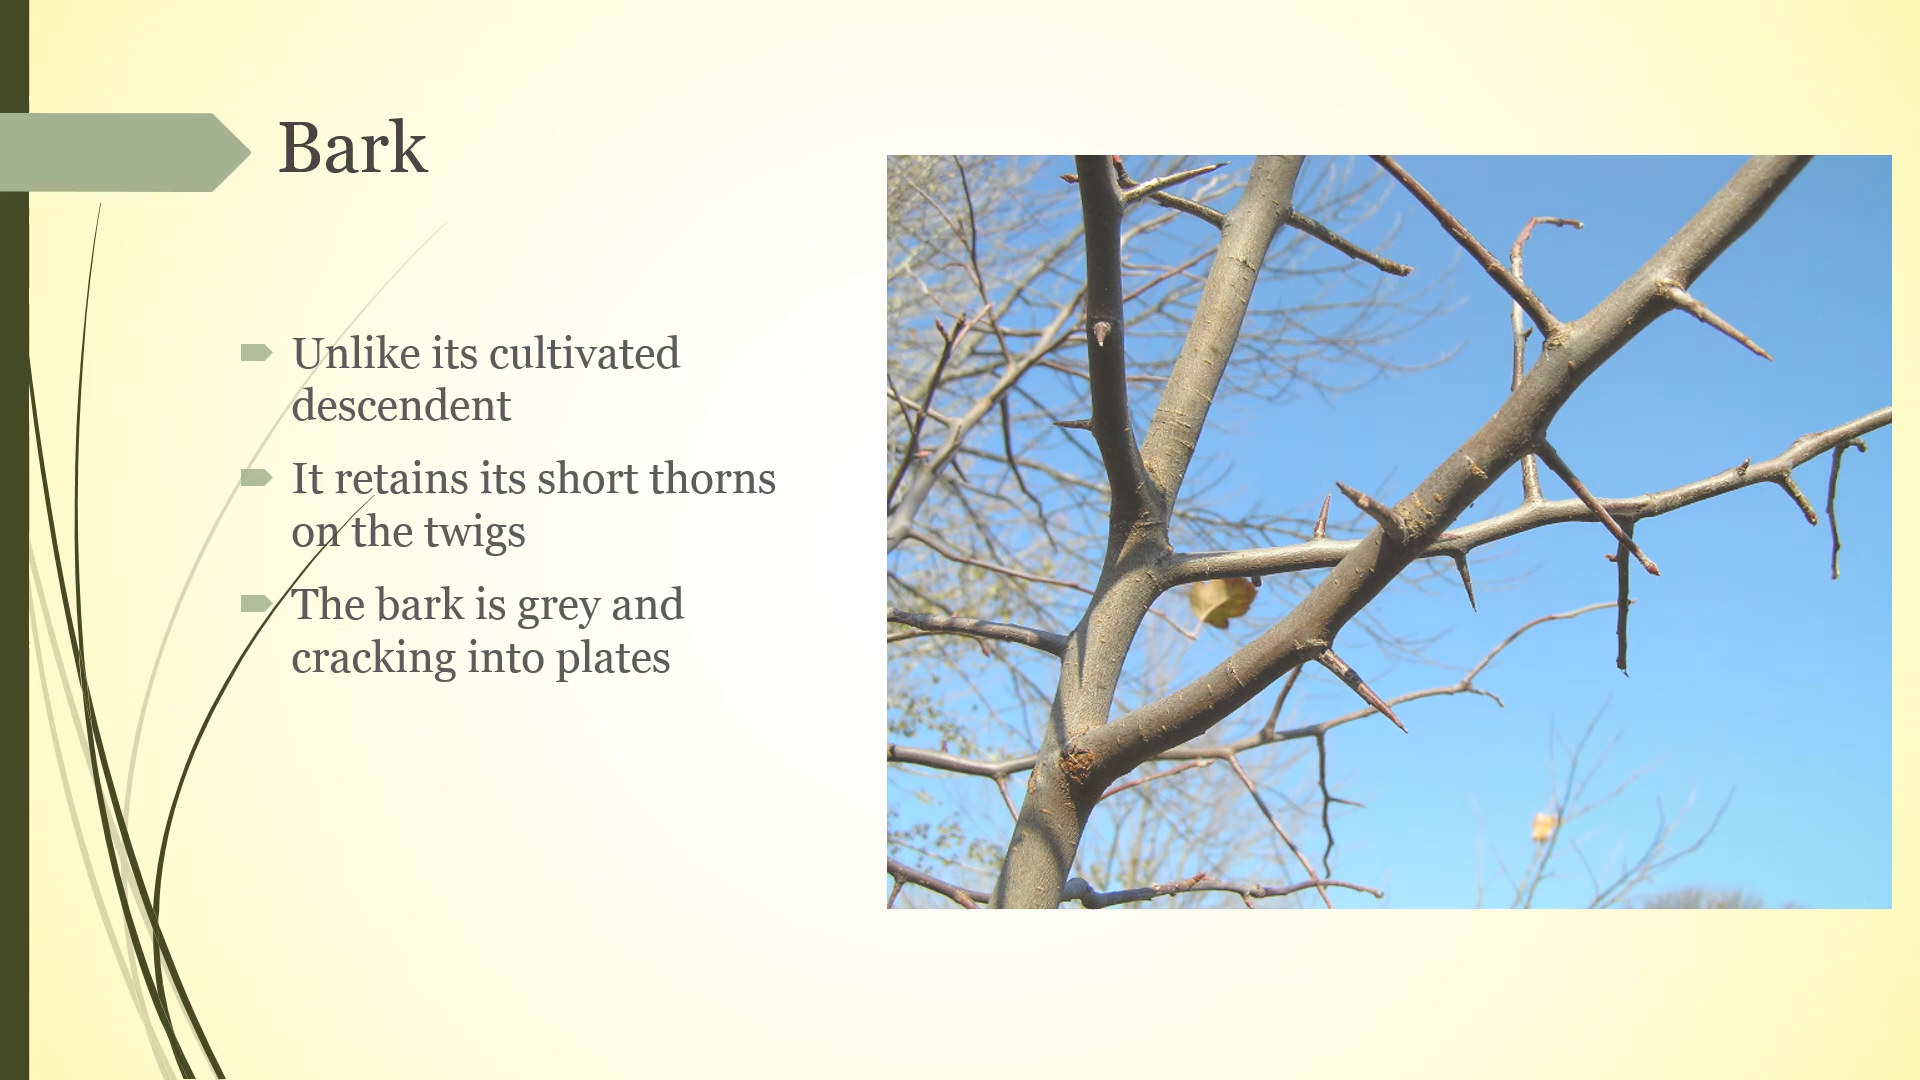 Bark
Unlike its cultivated
descendent
It retains its short thorns
on the twigs
The bark is grey and
cracking into plates